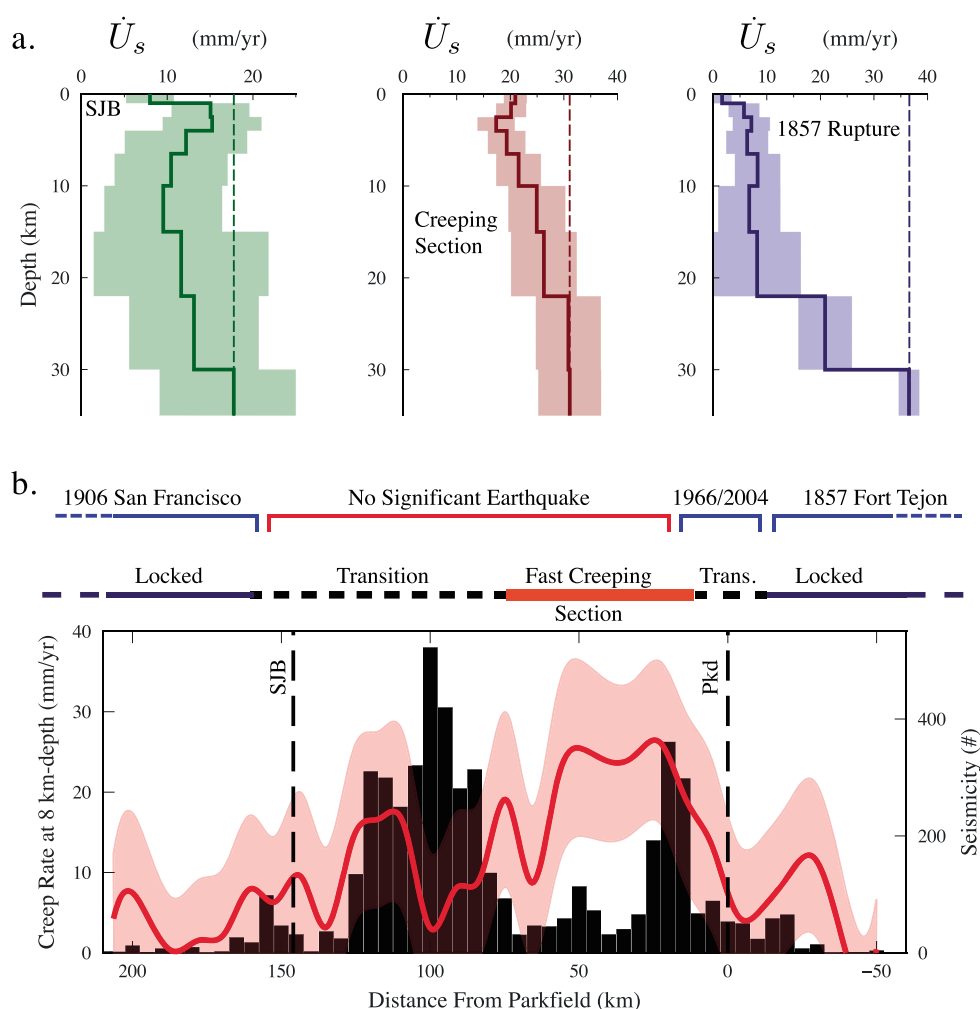 a.
U̇s (mm/yr) U̇s (mm/yr) U̇s (mm/yr)
0 10 20 0 10 20 30 40 0 10 20 30 40
0 SJB
1857 Rupture
10
Creeping
Section
20
30
Depth (km)
b.
1906 San Francisco No Significant Earthquake 1966/2004 1857 Fort Tejon
Locked Transition Fast Creeping Trans. Locked
Section
Creep Rate at 8 km-depth (mm/yr)
40
30
20
10
0
SJB
Pkd
Seismicity (#)
400
200
0
200 150 100 50 0 −50
Distance From Parkfield (km)